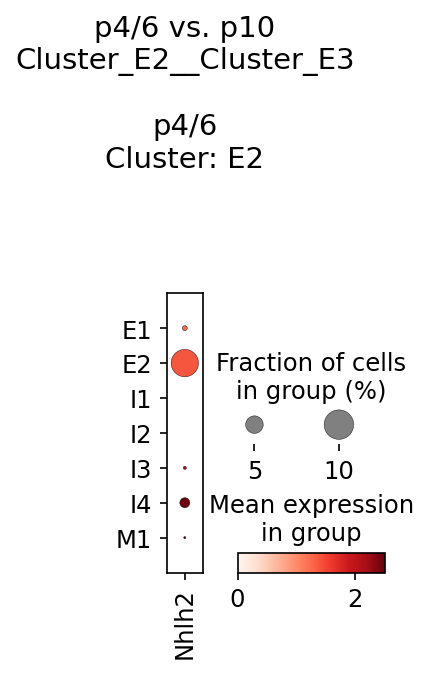 p4/6 vs. p10
Cluster_E2__Cluster_E3
p4/6
Cluster: E2
E1
E2
I1
I2
I3
I4
M1
Nhlh2
Fraction of cells
in group (%)
5 10
Mean expression
in group
0 2